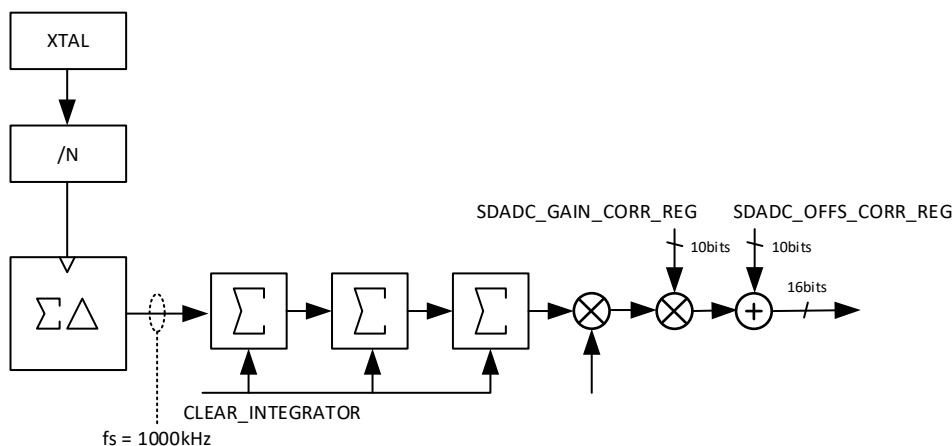 XTAL
/N
SDADC_GAIN_CORR_REG
SDADC_OFFS_CORR_REG
10bits
10bits
16bits
ΣΔ
Σ
Σ
Σ
CLEAR_INTEGRATOR
fs = 1000kHz